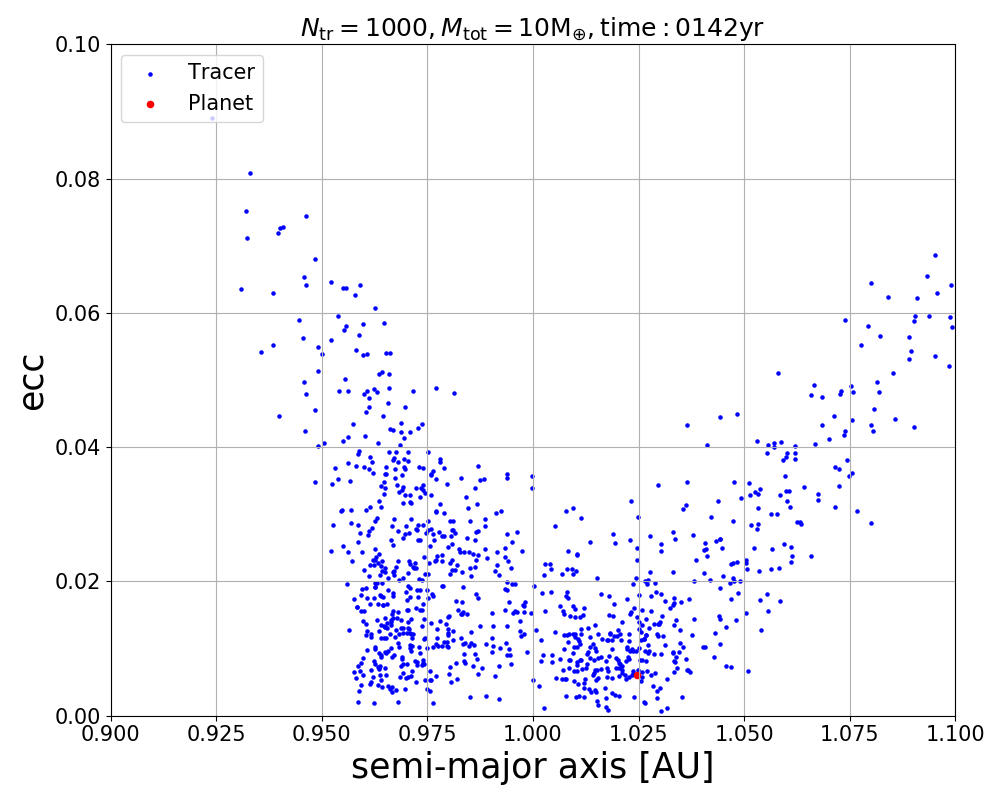 N_tr = 1000, M_tot = 10M_⊕, time : 0142yr
0.10
Tracer
Planet
0.08
0.06
ecc
0.04
0.02
0.00
0.900 0.925 0.950 0.975 1.000 1.025 1.050 1.075 1.100
semi-major axis [AU]